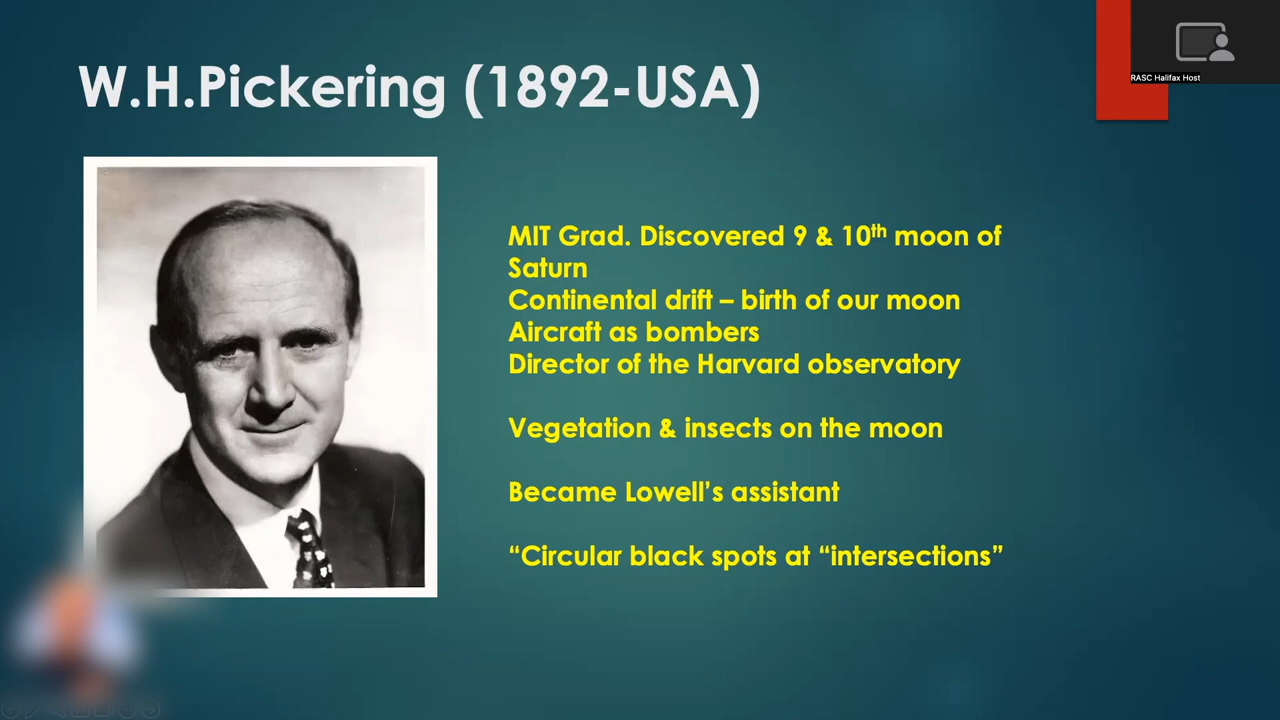 RASC Halifax Host
W.H.Pickering (1892-USA)
MIT Grad. Discovered 9 & 10th moon of
Saturn
Continental drift – birth of our moon
Aircraft as bombers
Director of the Harvard observatory
Vegetation & insects on the moon
Became Lowell’s assistant
“Circular black spots at “intersections”